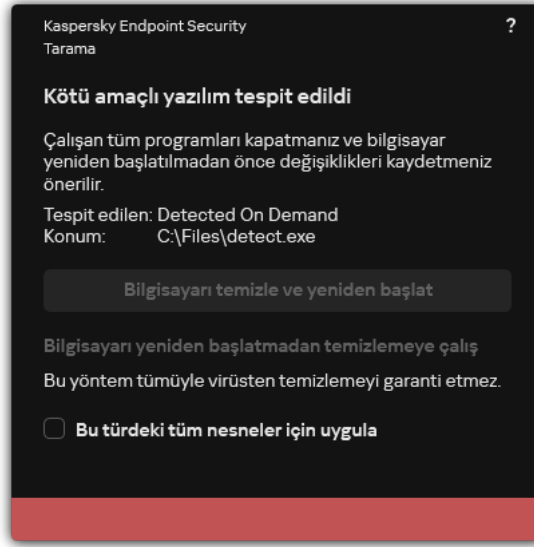 Kaspersky Endpoint Security
?
Tarama
Kötü amaçlı yazılım tespit edildi
Çalışan tüm programları kapatmanız ve bilgisayar
yeniden başlatılmadan önce değişiklikleri kaydetmeniz
önerilir.
Tespit edilen: Detected On Demand
Konum: C:\Files\detect.exe
Bilgisayarı temizle ve yeniden başlat
Bilgisayarı yeniden başlatmadan temizlemeye çalış
Bu yöntem tümüyle virüsten temizlemeyi garanti etmez.
Bu türdeki tüm nesneler için uygula